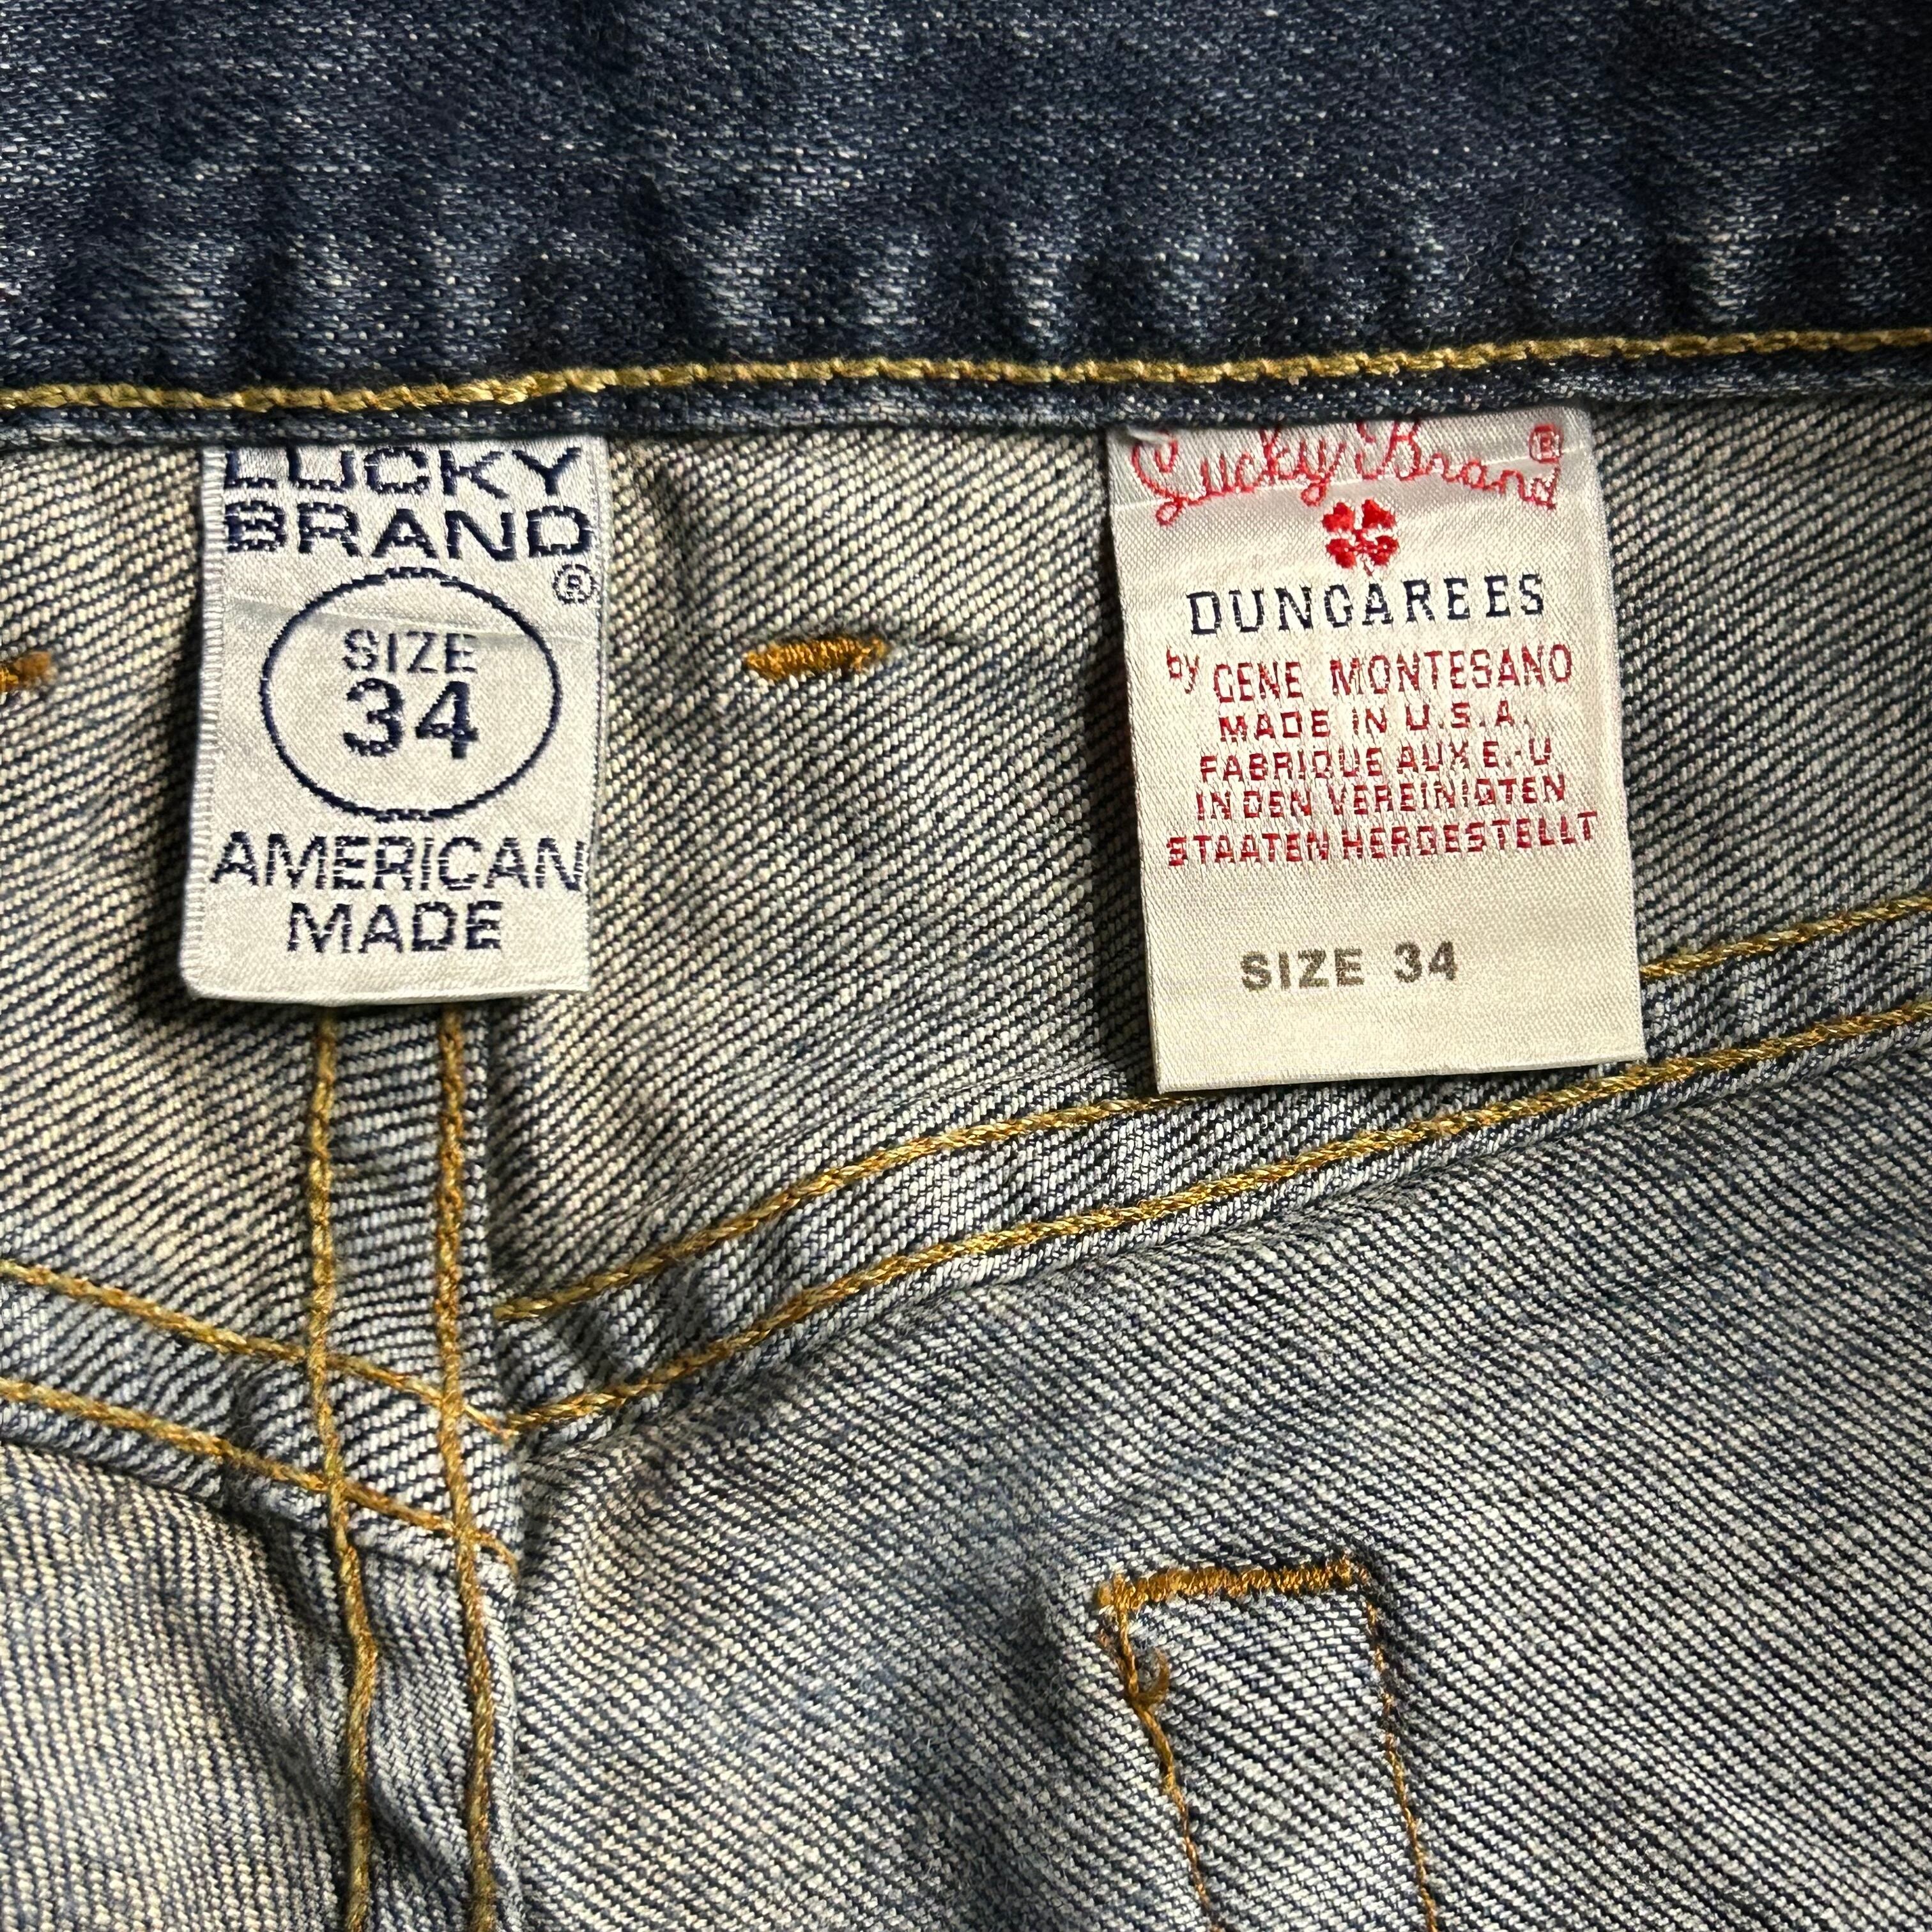 LUCKY
BRAND®
SIZE
34
AMERICAN
MADE
Lucky Brand®
DUNGAREES
by GENE MONTESANO
MADE IN U.S.A.
FABRIQUE AUX E.-U
IN DEN VEREINIGTEN
STAATEN HERGESTELLT
SIZE 34